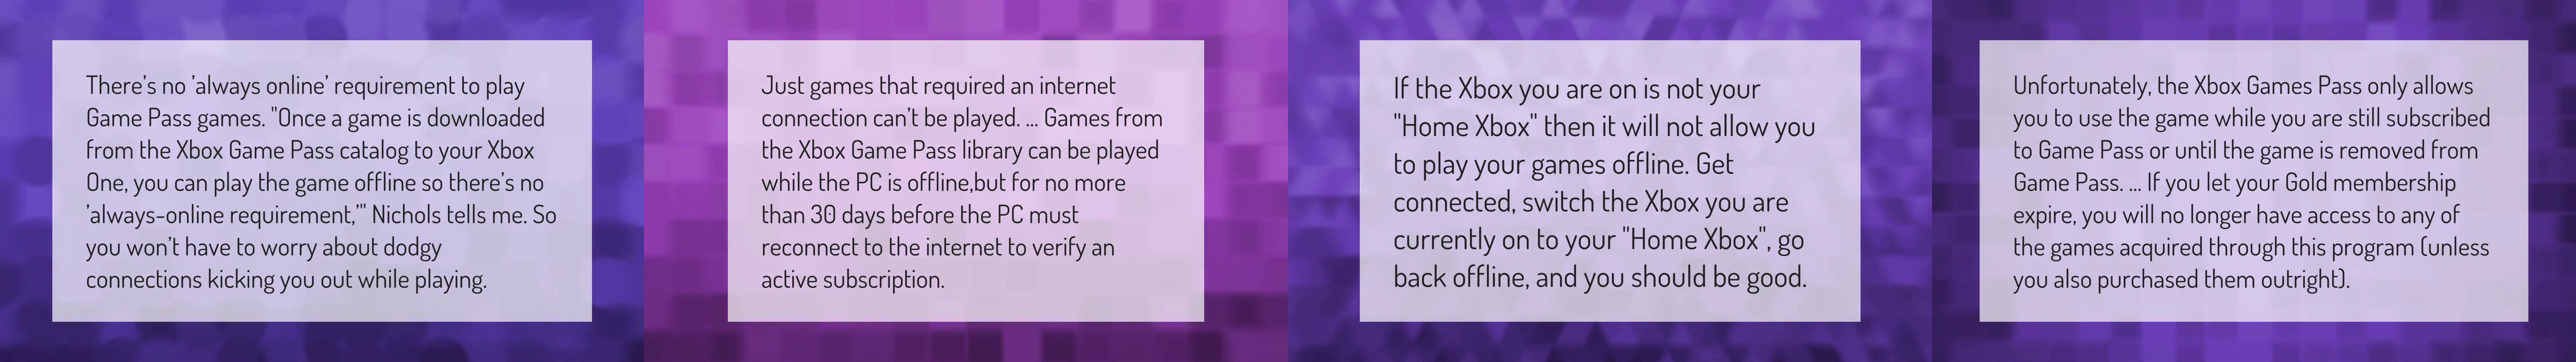 There's no 'always online' requirement to play
Game Pass games. "Once a game is downloaded
from the Xbox Game Pass catalog to your Xbox
One, you can play the game offline so there's no
'always-online requirement,'" Nichols tells me. So
you won't have to worry about dodgy
connections kicking you out while playing.
Just games that required an internet
connection can't be played. ... Games from
the Xbox Game Pass library can be played
while the PC is offline,but for no more
than 30 days before the PC must
reconnect to the internet to verify an
active subscription.
If the Xbox you are on is not your
"Home Xbox" then it will not allow you
to play your games offline. Get
connected, switch the Xbox you are
currently on to your "Home Xbox", go
back offline, and you should be good.
Unfortunately, the Xbox Games Pass only allows
you to use the game while you are still subscribed
to Game Pass or until the game is removed from
Game Pass. ... If you let your Gold membership
expire, you will no longer have access to any of
the games acquired through this program (unless
you also purchased them outright).